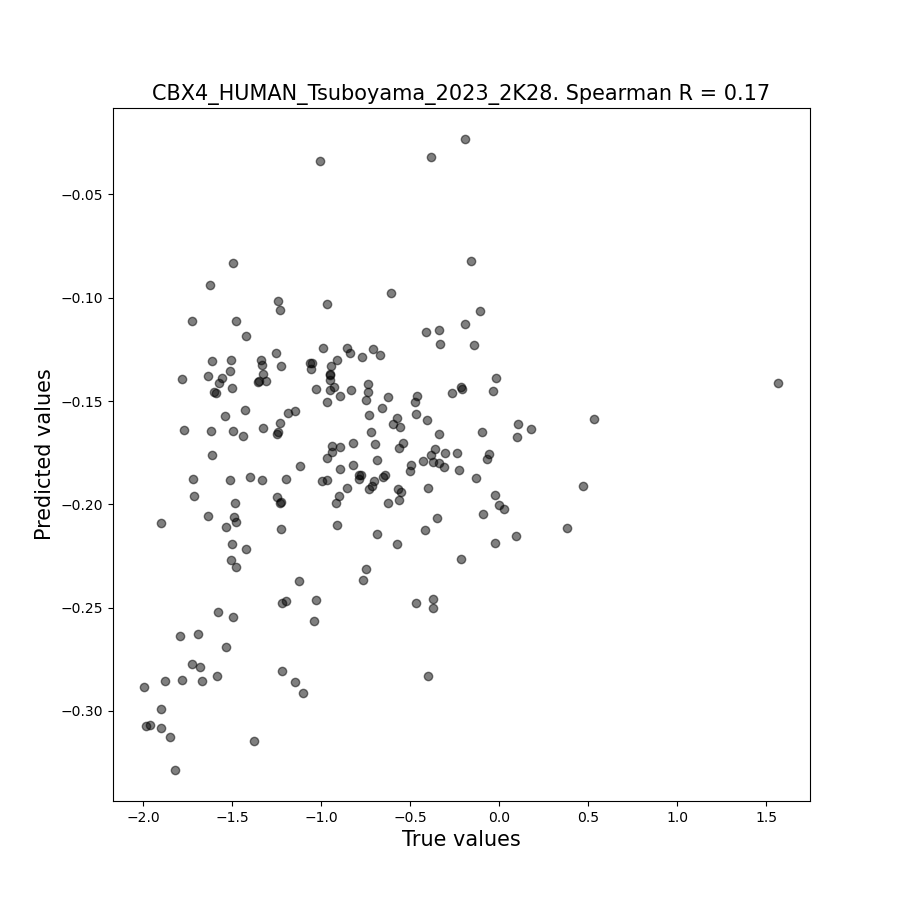 CBX4_HUMAN_Tsuboyama_2023_2K28. Spearman R = 0.17
Predicted values
−0.05
−0.10
−0.15
−0.20
−0.25
−0.30
−2.0 −1.5 −1.0 −0.5 0.0 0.5 1.0 1.5
True values